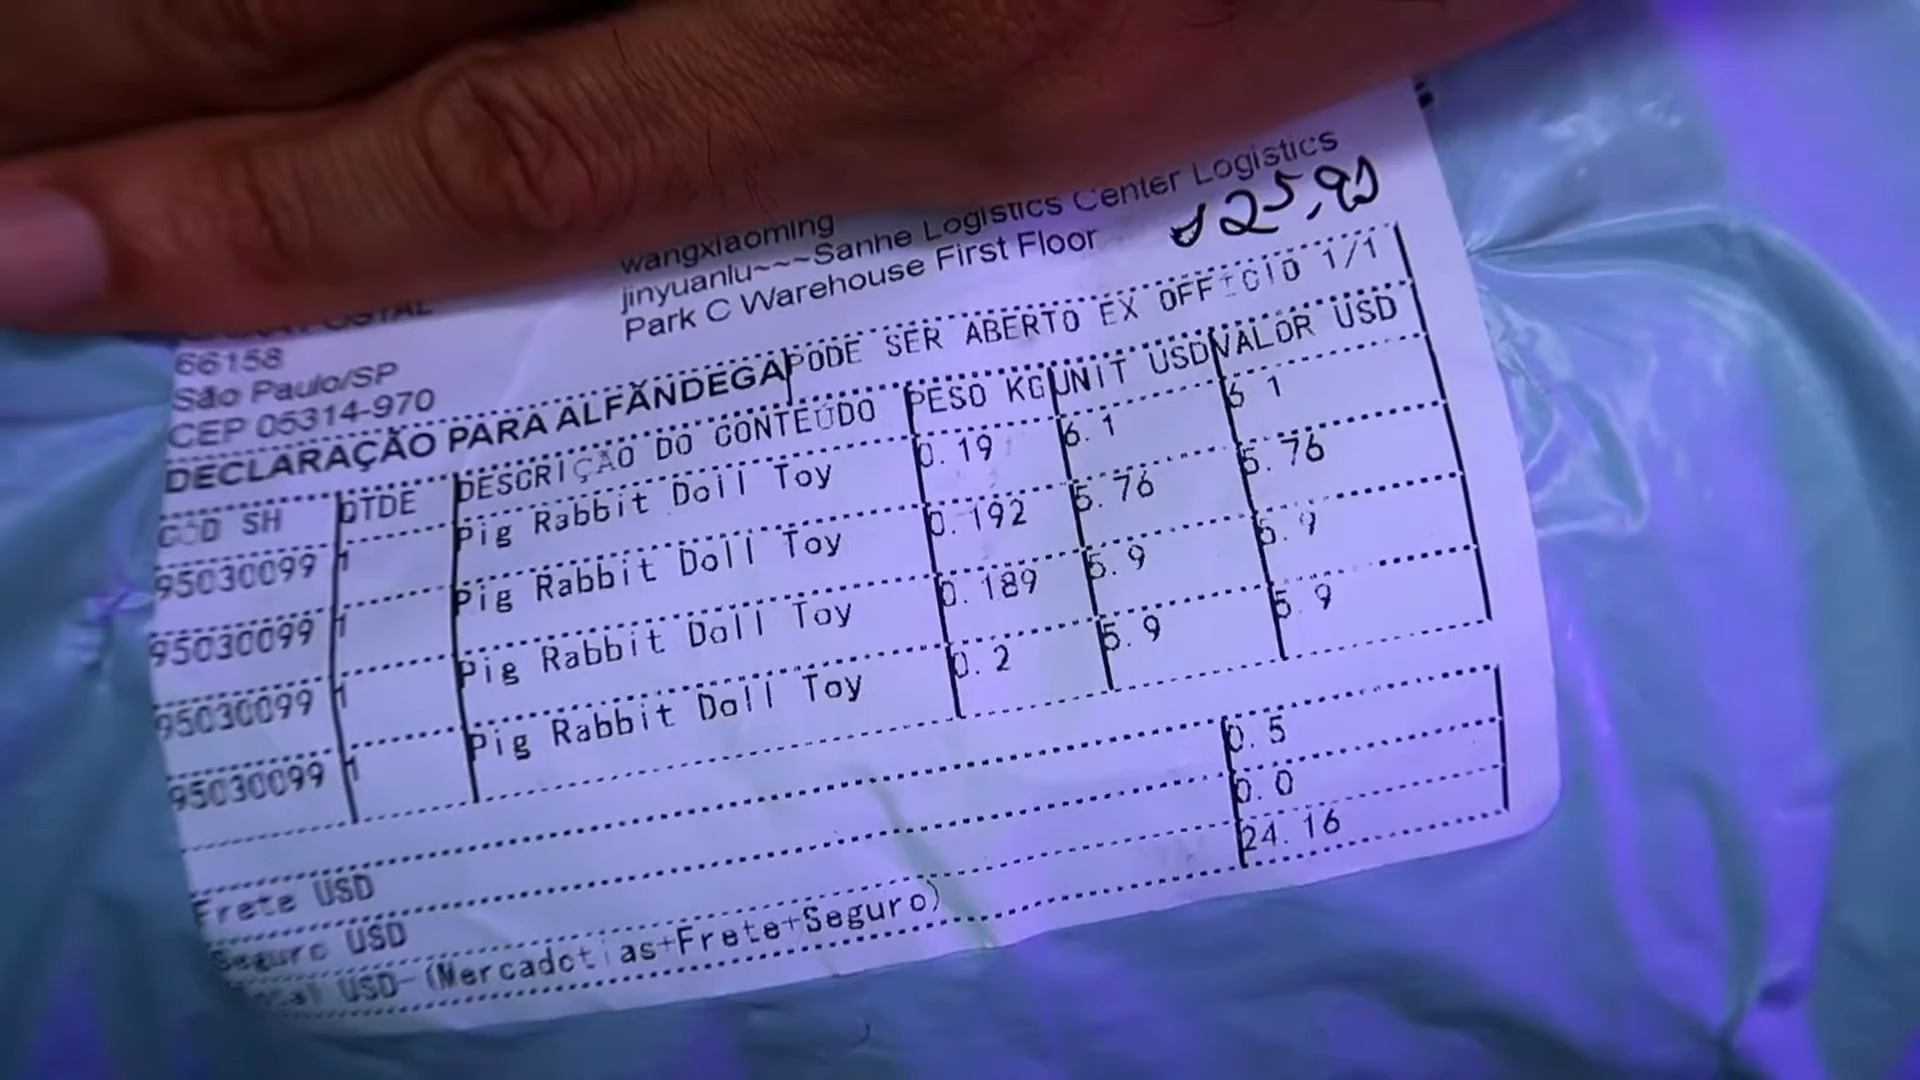 wangxiaoming
jinyuanlu~~~Sanhe Logistics Center Logistics
Park C Warehouse First Floor
66158
São Paulo/SP
CEP 05314-970
DECLARAÇÃO PARA ALFÂNDEGA PODE SER ABERTO EX OFFICIO 1/1
COD SH QTDE DESCRIÇÃO DO CONTEÚDO PESO KG UNIT USD VALOR USD
95030099 1 Pig Rabbit Doll Toy 0.19 6.1 6.1
95030099 1 Pig Rabbit Doll Toy 0.192 5.76 5.76
95030099 1 Pig Rabbit Doll Toy 0.189 5.9 5.9
95030099 1 Pig Rabbit Doll Toy 0.2 5.9 5.9
Frete USD 0.5
Seguro USD 0.0
USD-(Mercadotias+Frete+Seguro) 24.16